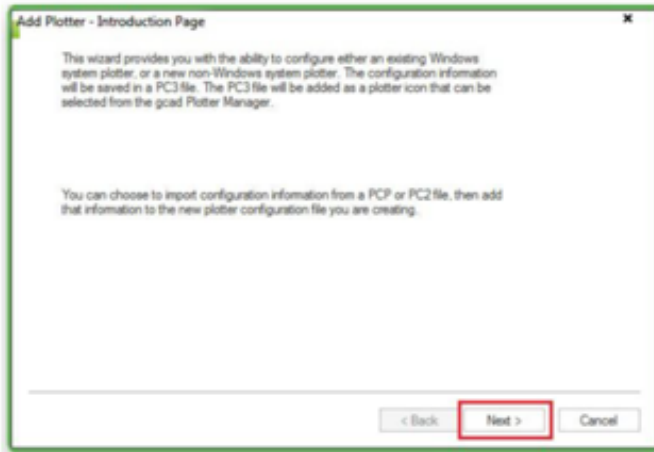 Add Plotter - Introduction Page
This wizard provides you with the ability to configure either an existing Windows
system plotter, or a new non-Windows system plotter. The configuration information
will be saved in a PC3 file. The PC3 file will be added as a plotter icon that can be
selected from the gcad Plotter Manager.
You can choose to import configuration information from a PCP or PC2 file, then add
that information to the new plotter configuration file you are creating.
< Back Next > Cancel